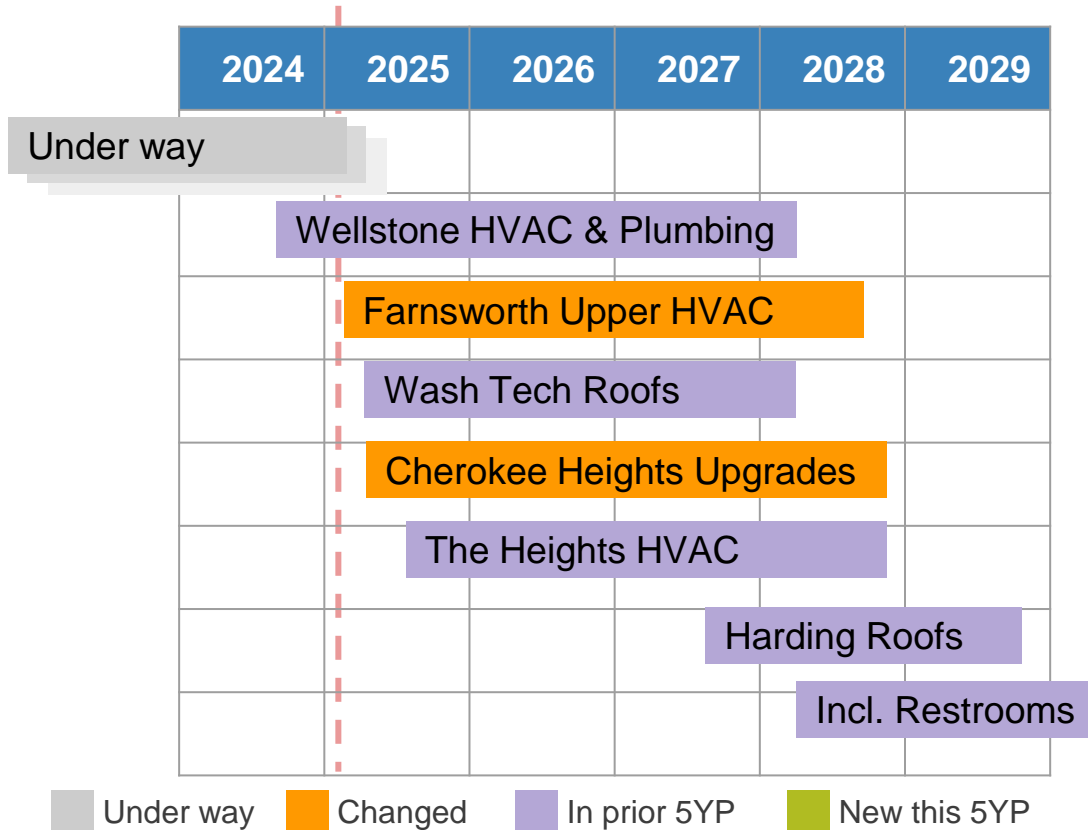 2024 2025 2026 2027 2028 2029
Under way
Wellstone HVAC & Plumbing
Farnsworth Upper HVAC
Wash Tech Roofs
Cherokee Heights Upgrades
The Heights HVAC
Harding Roofs
Incl. Restrooms
Under way Changed In prior 5YP New this 5YP